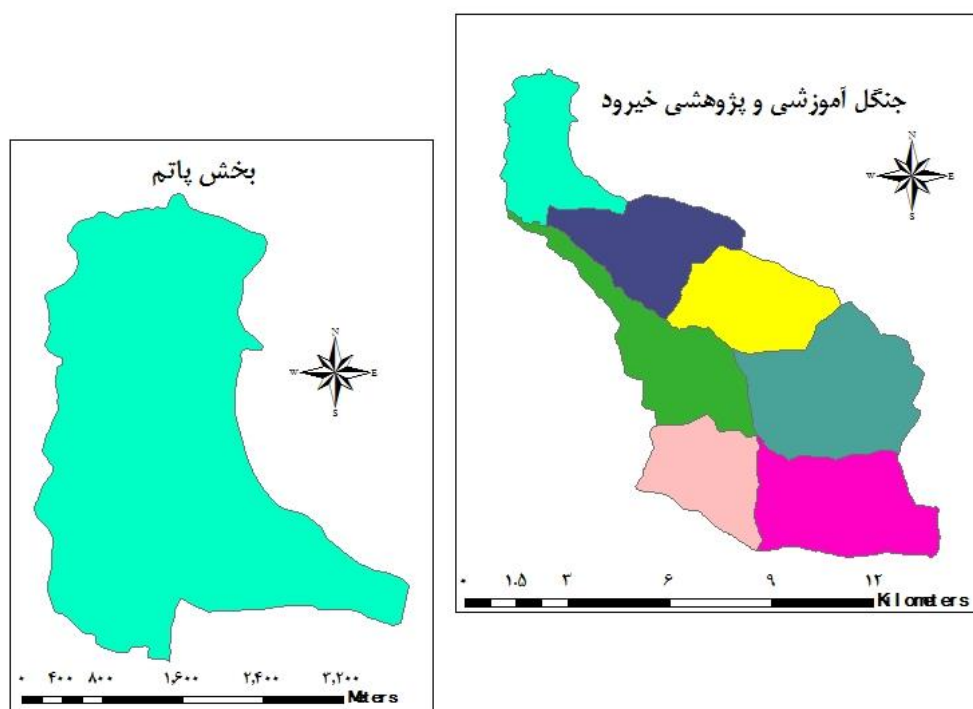 جنگل آموزشی و پژوهشی خیرود
N
W E
S
۰ ۱.۵ ۳ ۶ ۹ ۱۲
Kilometers
بخش پاتم
N
W E
S
۰ ۴۰۰ ۸۰۰ ۱,۶۰۰ ۲,۴۰۰ ۳,۲۰۰
Meters